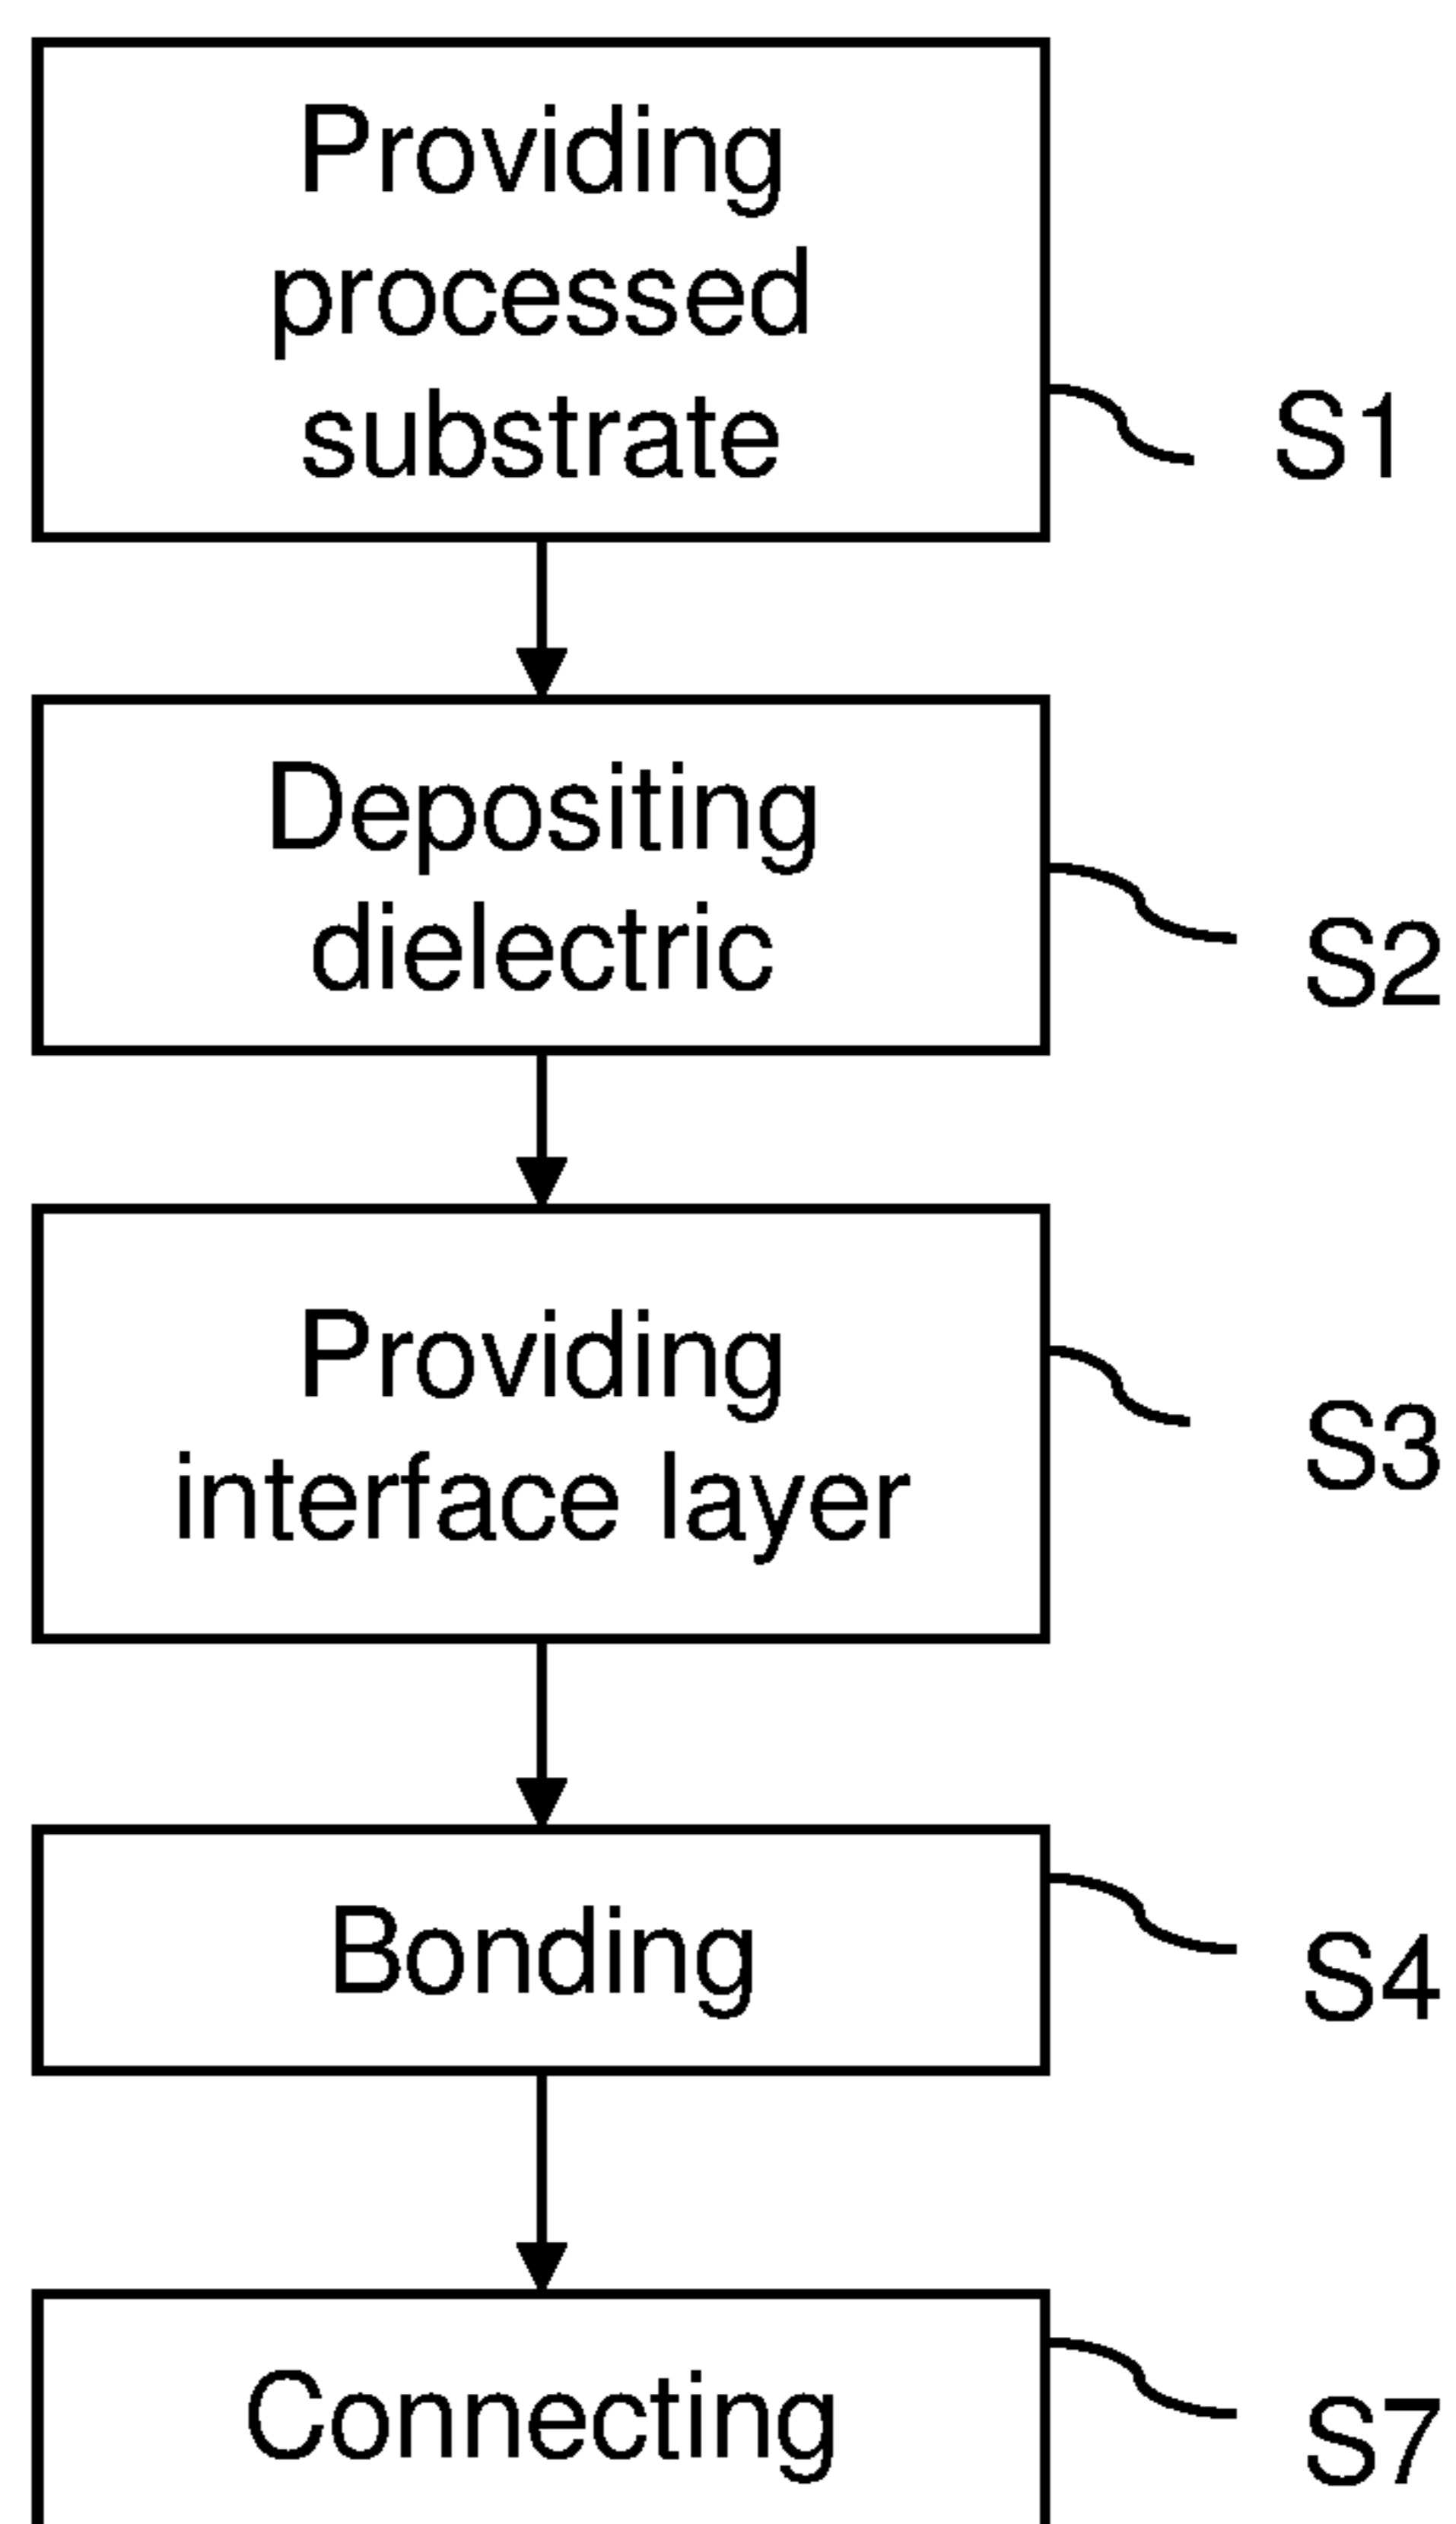 Providing
processed
substrate
S1
Depositing
dielectric
S2
Providing
interface layer
S3
Bonding
S4
Connecting
S7